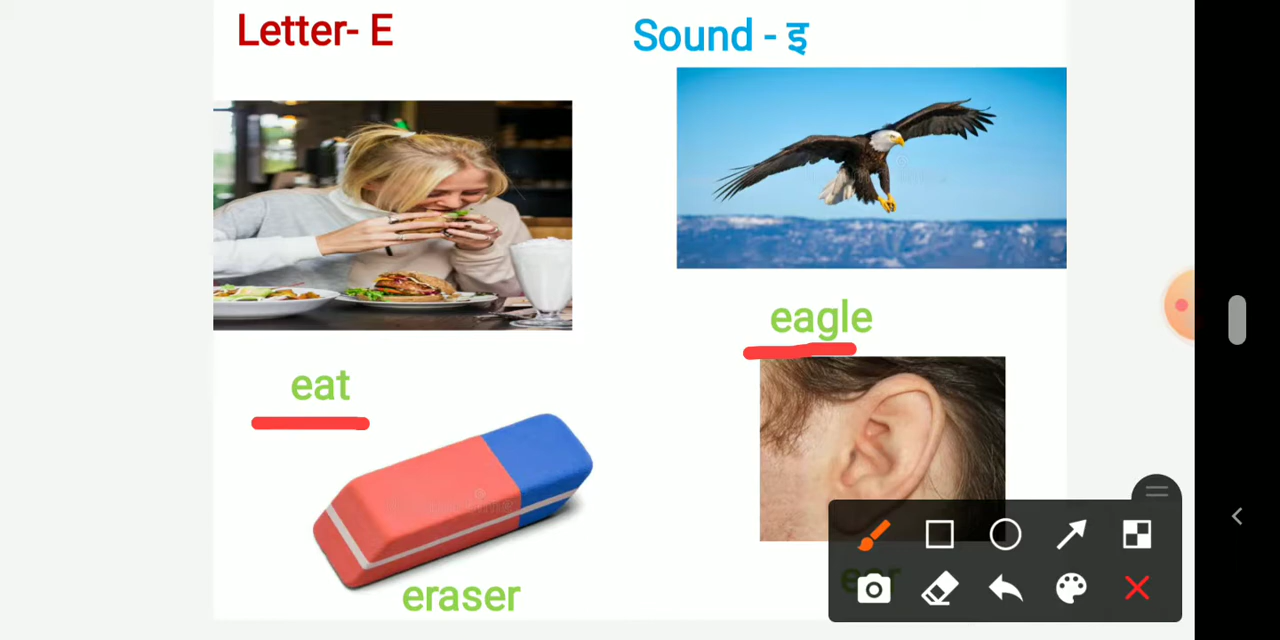 Letter- E
Sound - इ
eagle
eat
eraser